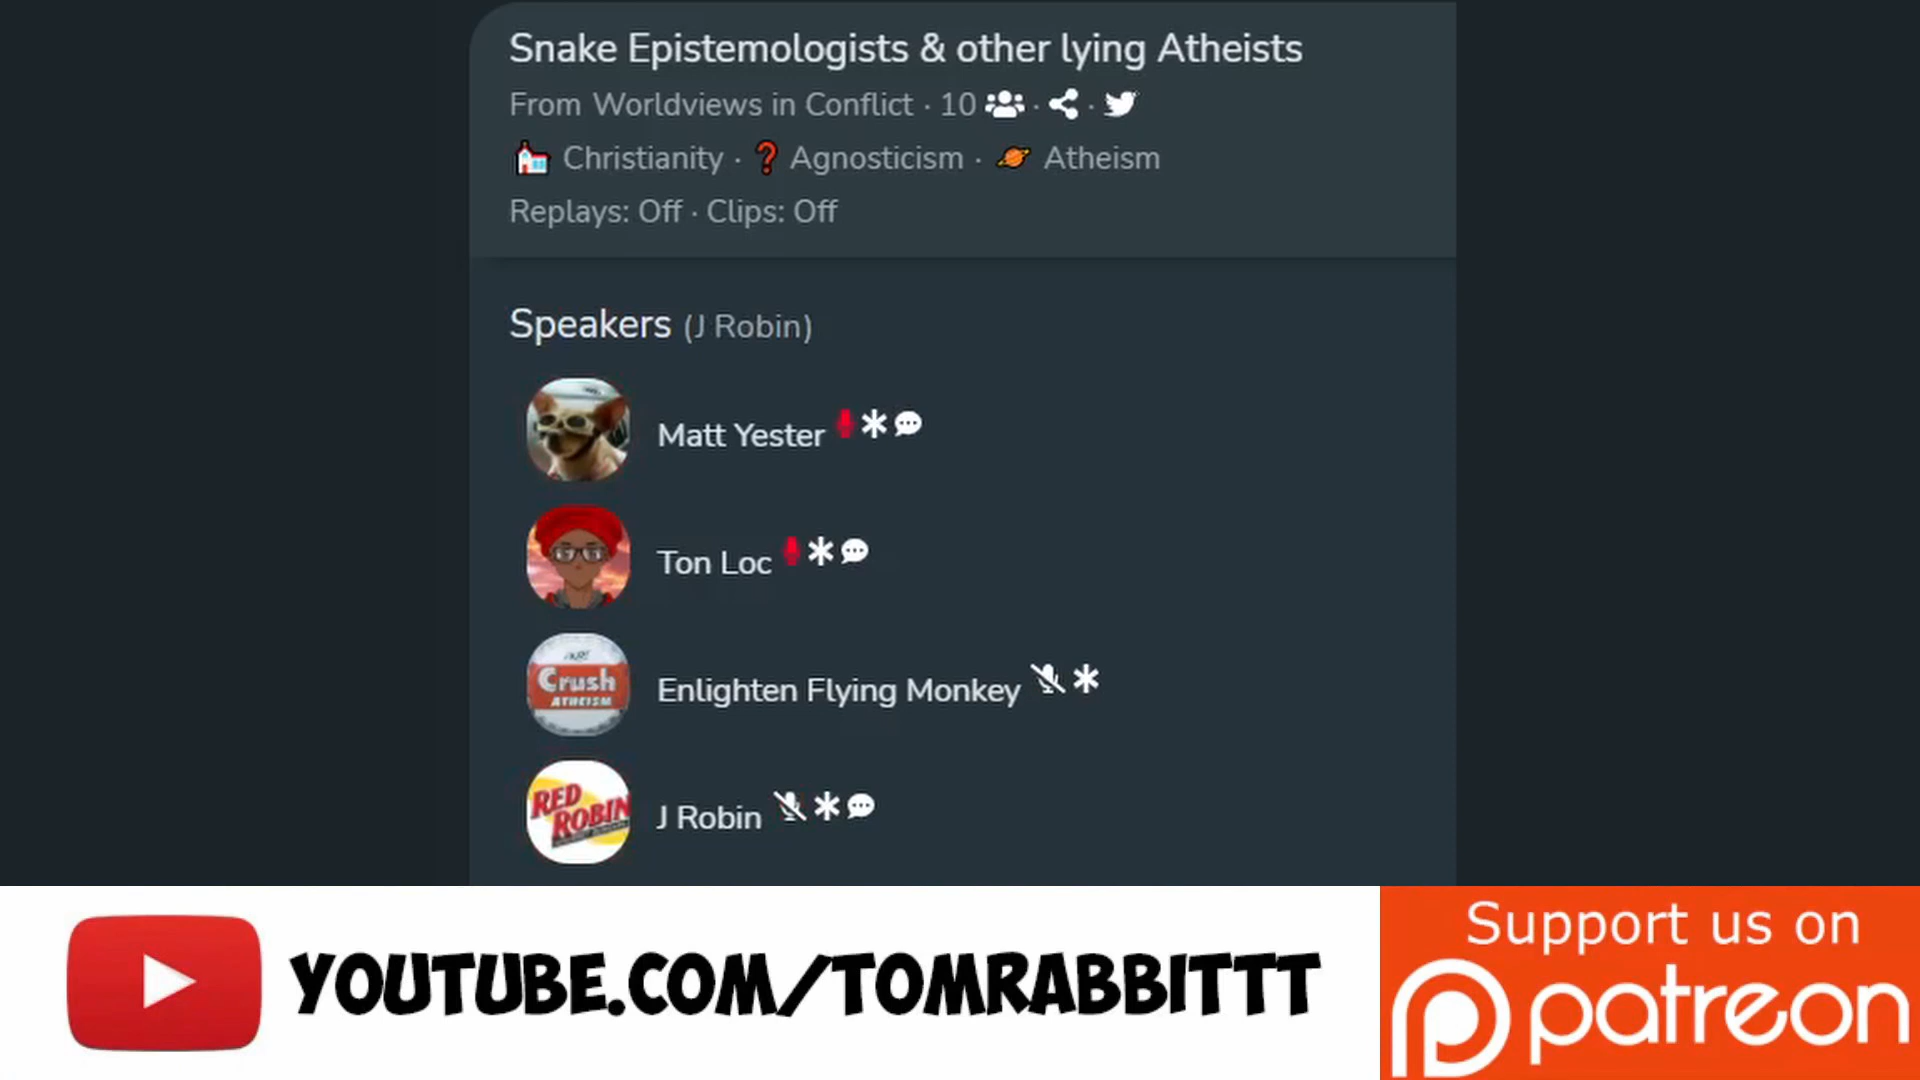 Snake Epistemologists & other lying Atheists
From Worldviews in Conflict · 10 · ·
Christianity · ❓ Agnosticism · 🪐 Atheism
Replays: Off · Clips: Off
Speakers (J Robin)
Matt Yester
Ton Loc
Crush
ATHEISM
Enlighten Flying Monkey
RED
ROBIN
J Robin
YOUTUBE.COM/TOMRABBITTT
Support us on
patreon